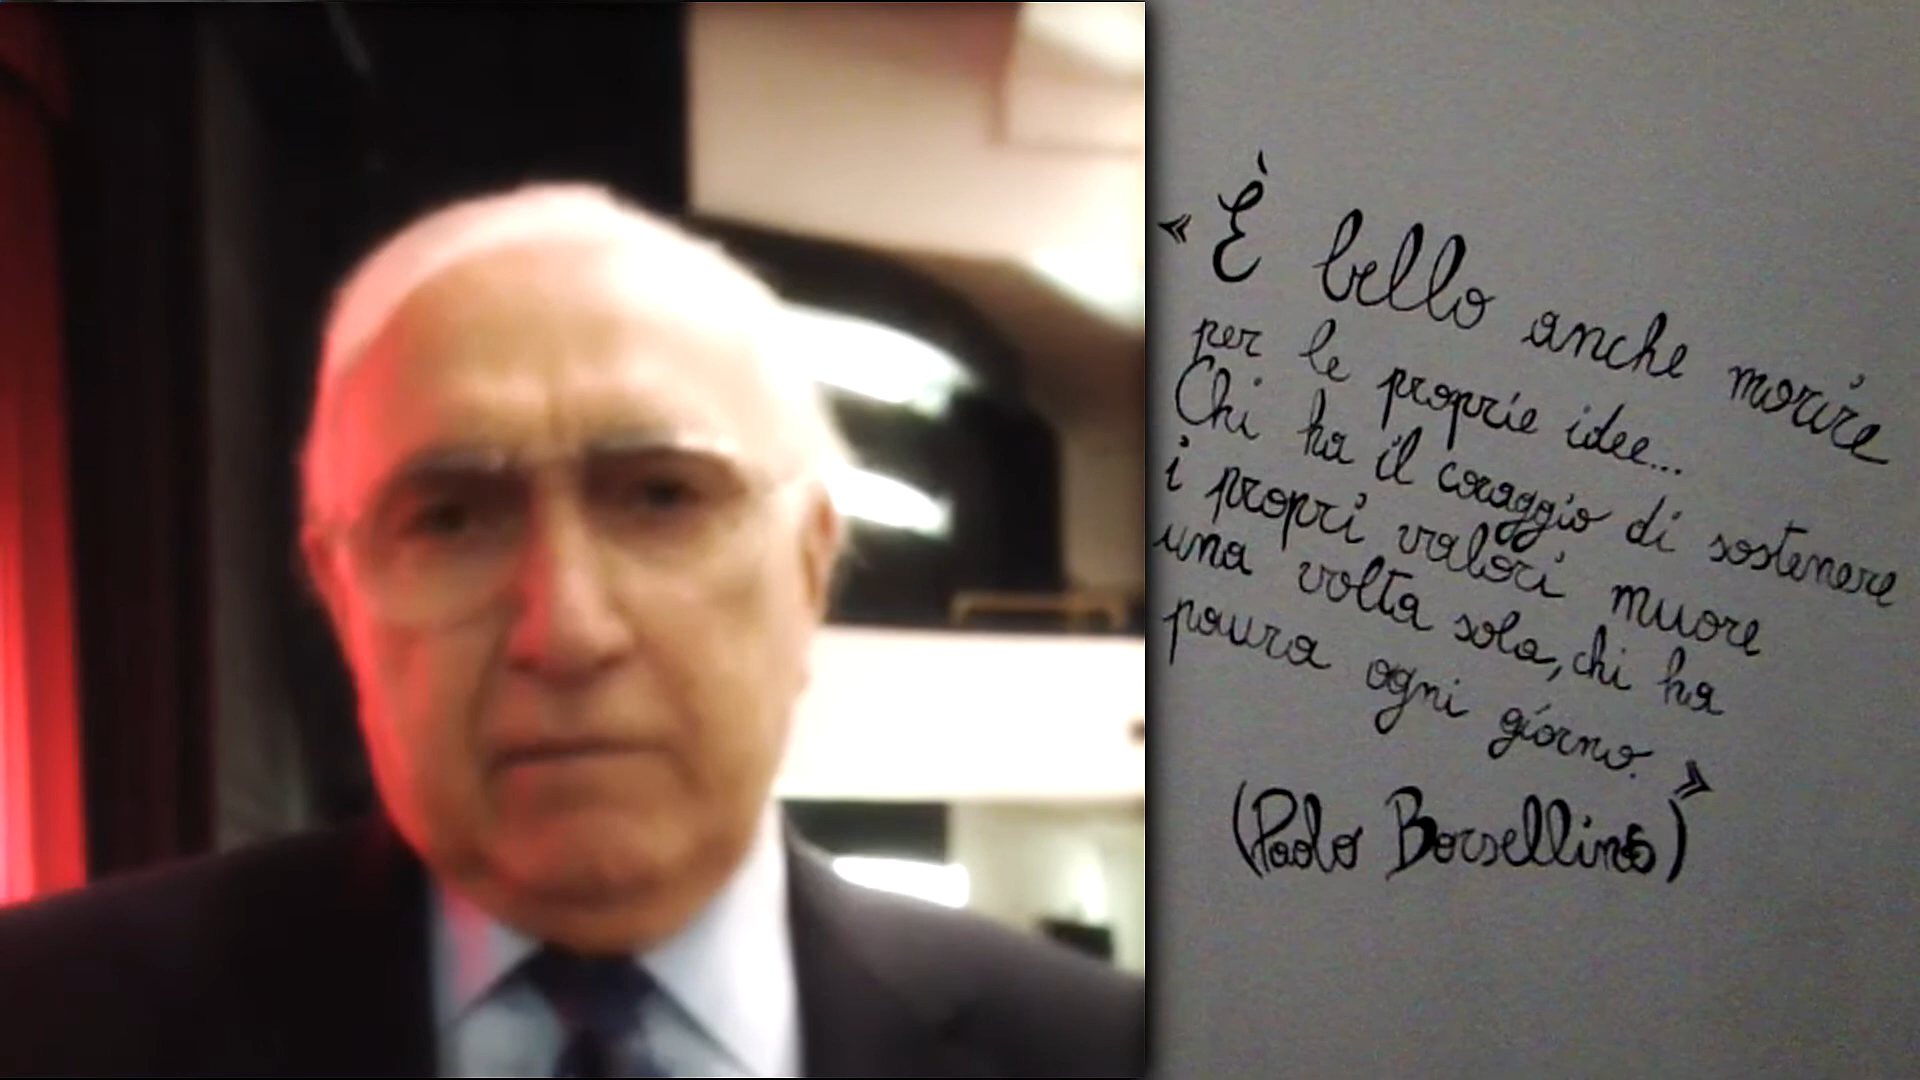 « È bello anche morire
per le proprie idee...
Chi ha il coraggio di sostenere
i propri valori muore
una volta sola, chi ha
paura ogni giorno. »
(Paolo Borsellino)